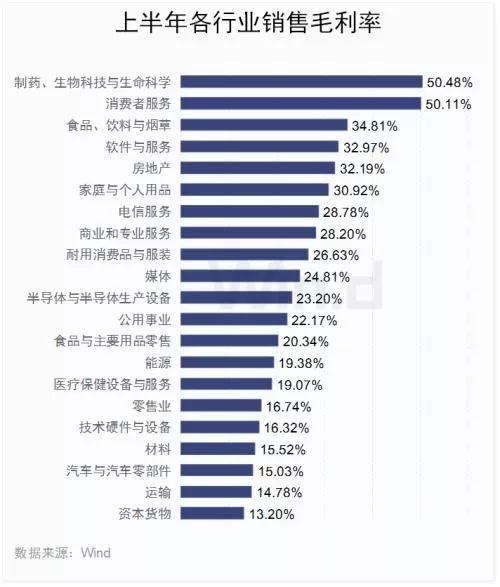 上半年各行业销售毛利率
制药、生物科技与生命科学 50.48%
消费者服务 50.11%
食品、饮料与烟草 34.81%
软件与服务 32.97%
房地产 32.19%
家庭与个人用品 30.92%
电信服务 28.78%
商业和专业服务 28.20%
耐用消费品与服装 26.63%
媒体 24.81%
半导体与半导体生产设备 23.20%
公用事业 22.17%
食品与主要用品零售 20.34%
能源 19.38%
医疗保健设备与服务 19.07%
零售业 16.74%
技术硬件与设备 16.32%
材料 15.52%
汽车与汽车零部件 15.03%
运输 14.78%
资本货物 13.20%
Wind
数据来源：Wind